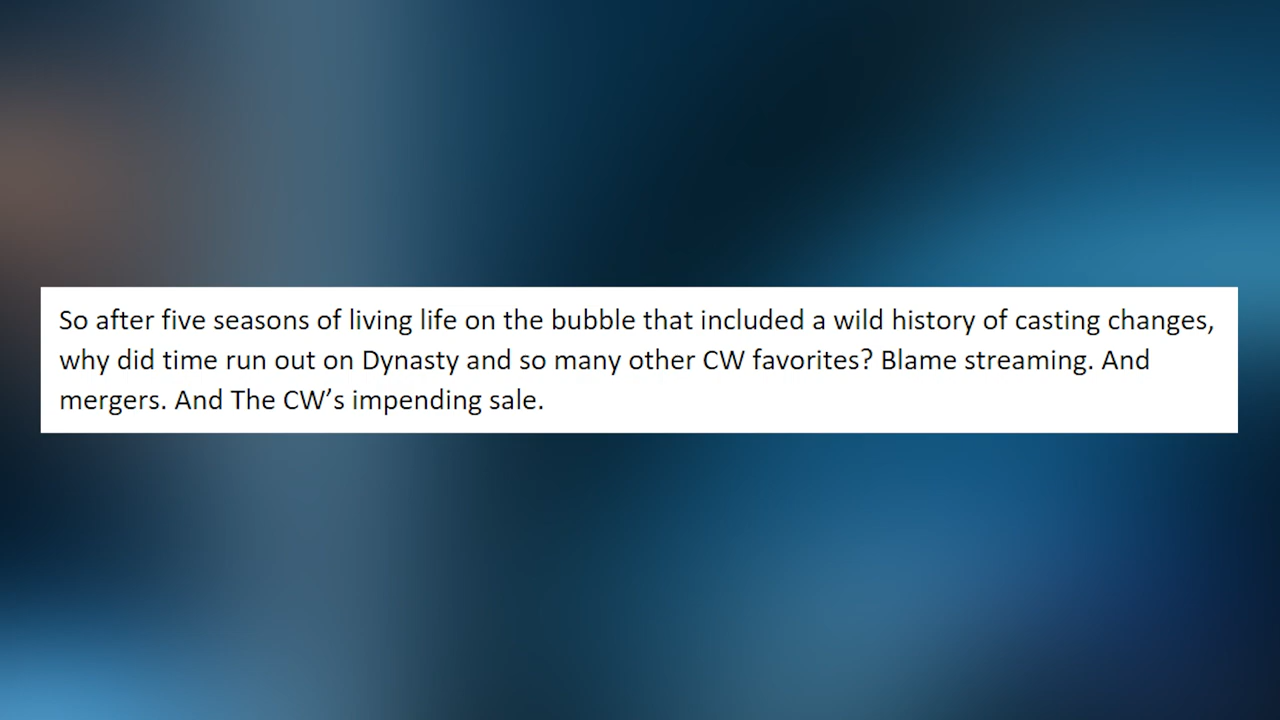 So after five seasons of living life on the bubble that included a wild history of casting changes,
why did time run out on Dynasty and so many other CW favorites? Blame streaming. And
mergers. And The CW’s impending sale.